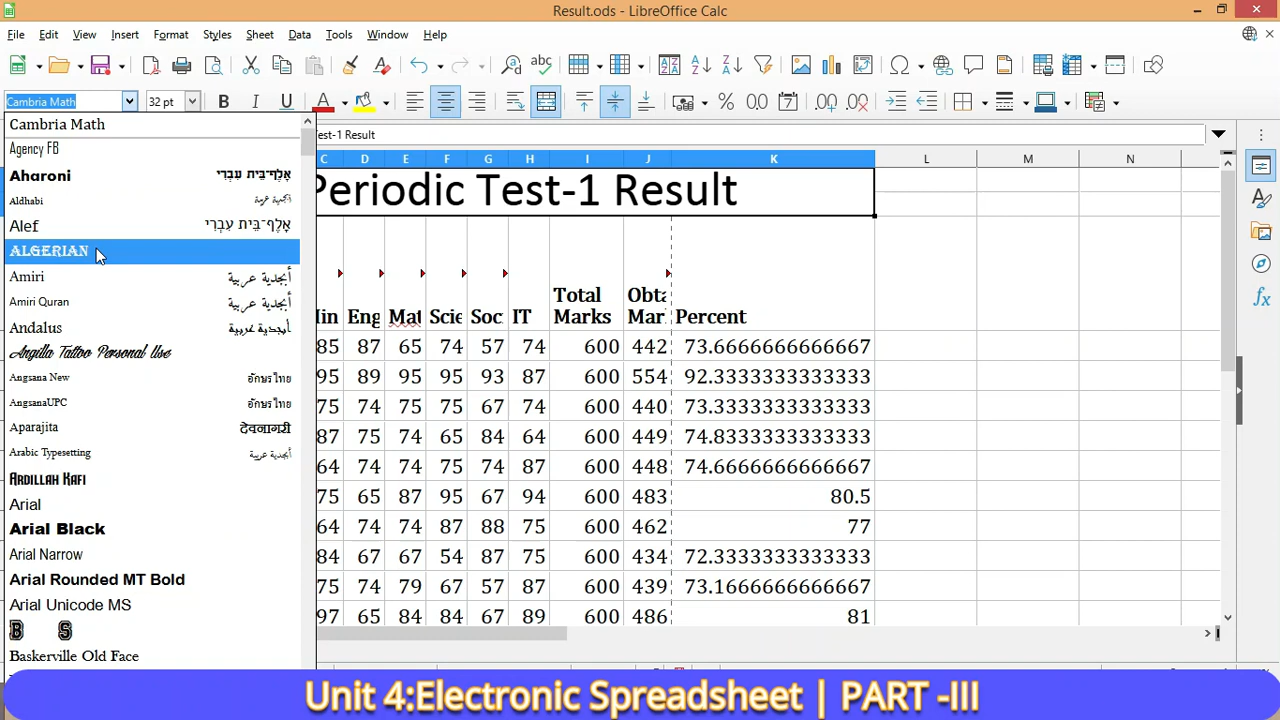 Result.ods - LibreOffice Calc
File Edit View Insert Format Styles Sheet Data Tools Window Help
Cambria Math 32 pt
est-1 Result
Cambria Math
Agency FB
Aharoni אָלֶף־בֵּית עִבְרִי
Aldhabi أبجدية عربية
Alef אָלֶף־בֵּית עִבְרִי
ALGERIAN
Amiri أبجدية عربية
Amiri Quran أبجدية عربية
Andalus أبجدية عربية
Angilla Tattoo Personal Use
Angsana New อักษรไทย
AngsanaUPC อักษรไทย
Aparajita देवनागरी
Arabic Typesetting أبجدية عربية
Ardillah Kafi
Arial
Arial Black
Arial Narrow
Arial Rounded MT Bold
Arial Unicode MS
B S
Baskerville Old Face
C D E F G H I J K L M N
Periodic Test-1 Result
Hin Eng Mat Scie Soc IT Total Marks Obta Mar Percent
85 87 65 74 57 74 600 442 73.6666666666667
95 89 95 95 93 87 600 554 92.3333333333333
75 74 75 75 67 74 600 440 73.3333333333333
87 75 74 65 84 64 600 449 74.8333333333333
64 74 74 75 74 87 600 448 74.6666666666667
75 65 87 95 67 94 600 483 80.5
64 74 74 87 88 75 600 462 77
84 67 67 54 87 75 600 434 72.3333333333333
75 74 79 67 57 87 600 439 73.1666666666667
97 65 84 84 67 89 600 486 81
Unit 4:Electronic Spreadsheet | PART -III